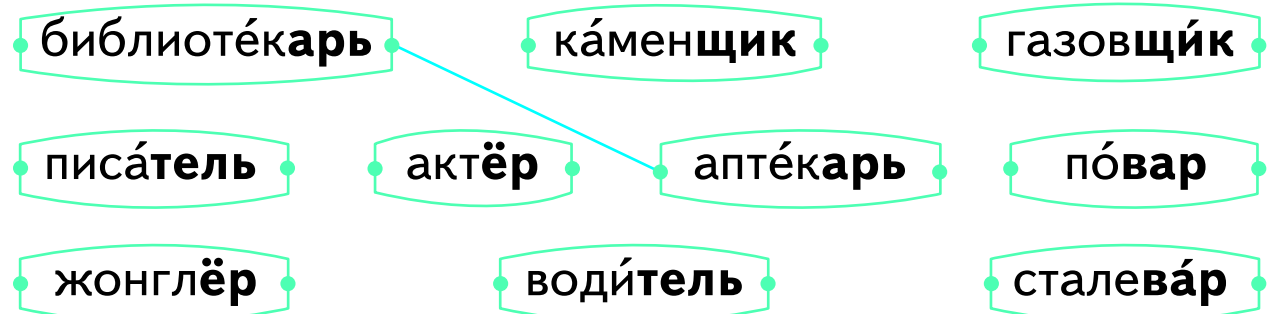 библиоте́карь ка́менщик газовщи́к
писа́тель актёр апте́карь по́вар
жонглёр води́тель сталева́р